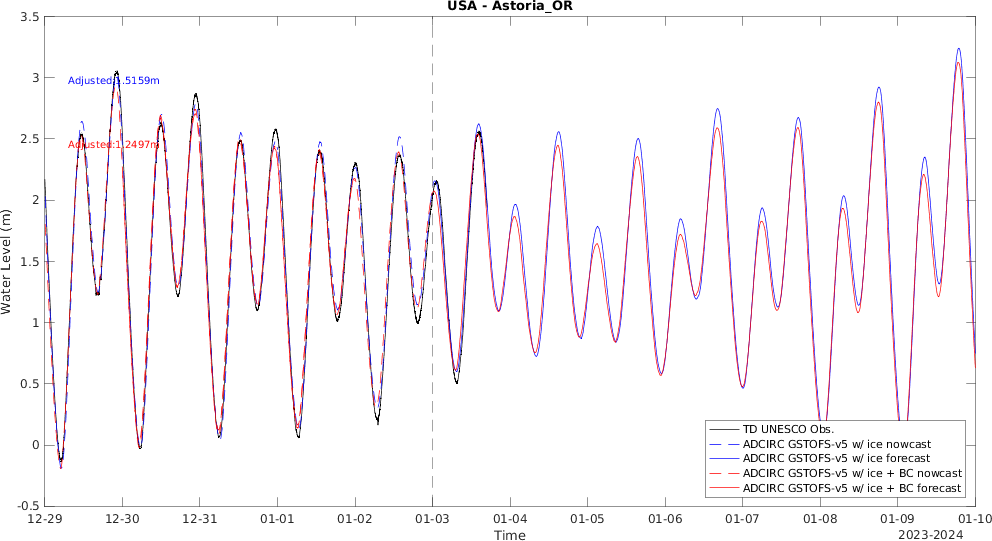 USA - Astoria_OR
3.5
3
2.5
2
1.5
1
0.5
0
-0.5
Water Level (m)
Adjusted:1.5159m
Adjusted:1.2497m
TD UNESCO Obs.
ADCIRC GSTOFS-v5 w/ ice nowcast
ADCIRC GSTOFS-v5 w/ ice forecast
ADCIRC GSTOFS-v5 w/ ice + BC nowcast
ADCIRC GSTOFS-v5 w/ ice + BC forecast
12-29 12-30 12-31 01-01 01-02 01-03 01-04 01-05 01-06 01-07 01-08 01-09 01-10
Time
2023-2024